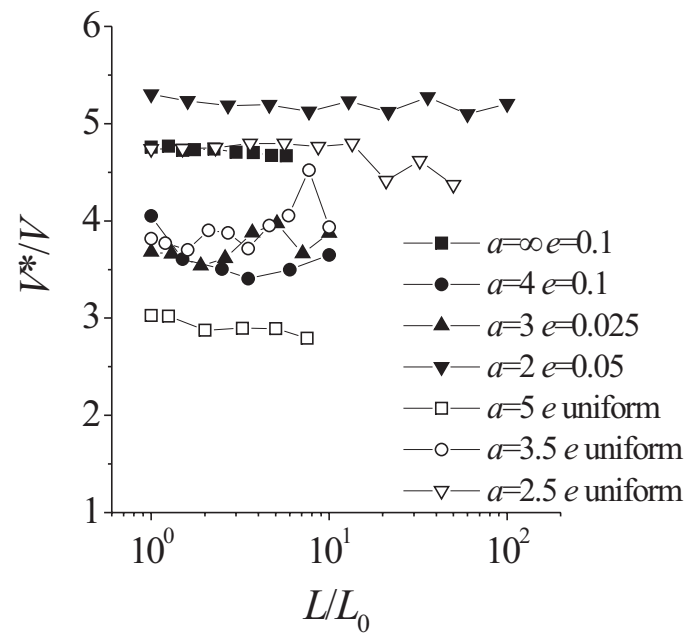 6
5
4
3
2
1
V*/V
a=∞ e=0.1
a=4 e=0.1
a=3 e=0.025
a=2 e=0.05
a=5 e uniform
a=3.5 e uniform
a=2.5 e uniform
10⁰ 10¹ 10²
L/L₀